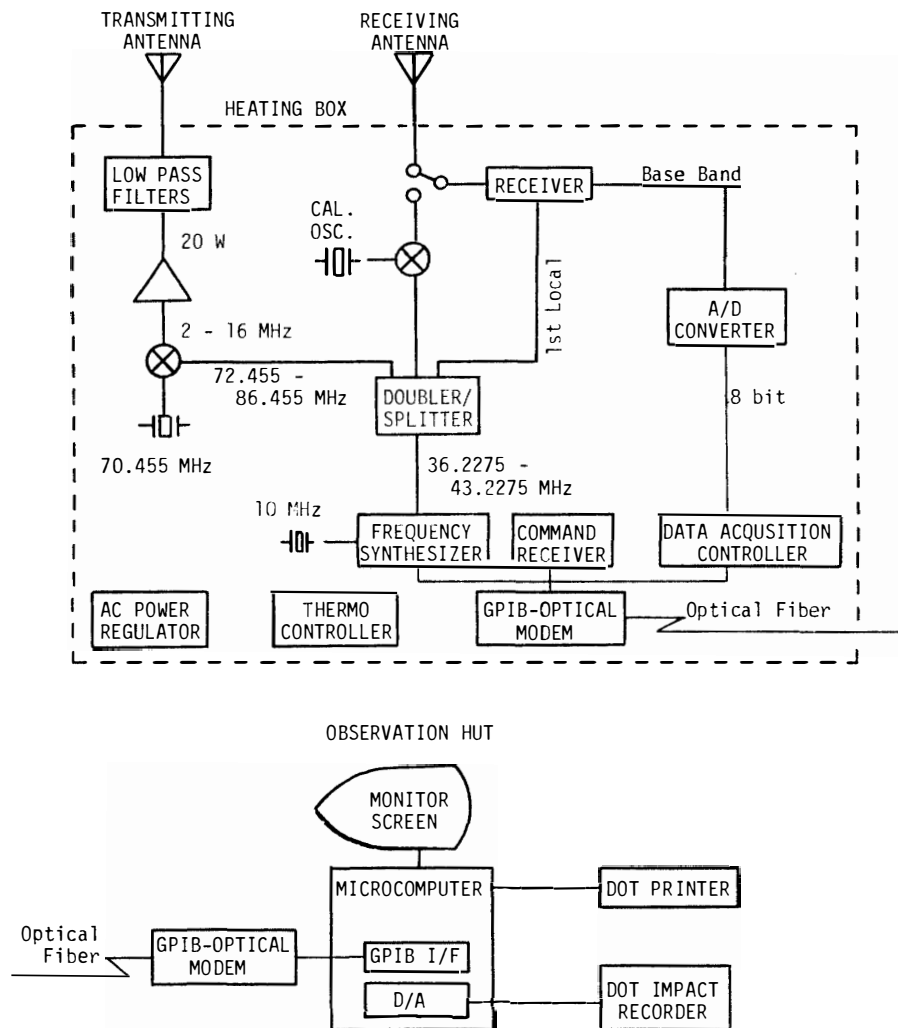 TRANSMITTING
ANTENNA
RECEIVING
ANTENNA
HEATING BOX
LOW PASS
FILTERS
RECEIVER
Base Band
CAL.
OSC.
20 W
1st Local
A/D
CONVERTER
2 - 16 MHz
72.455 -
86.455 MHz
DOUBLER/
SPLITTER
8 bit
70.455 MHz
36.2275 -
43.2275 MHz
10 MHz
FREQUENCY
SYNTHESIZER
COMMAND
RECEIVER
DATA ACQUSITION
CONTROLLER
AC POWER
REGULATOR
THERMO
CONTROLLER
GPIB-OPTICAL
MODEM
Optical Fiber
OBSERVATION HUT
MONITOR
SCREEN
MICROCOMPUTER
DOT PRINTER
Optical
Fiber
GPIB-OPTICAL
MODEM
GPIB I/F
D/A
DOT IMPACT
RECORDER